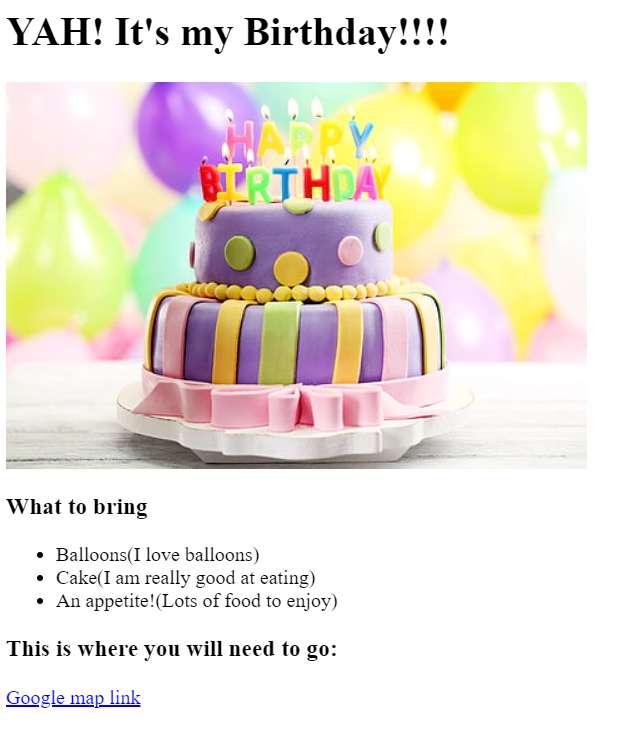 YAH! It's my Birthday!!!!
HAPPY
BIRTHDAY
What to bring
Balloons(I love balloons)
Cake(I am really good at eating)
An appetite!(Lots of food to enjoy)
This is where you will need to go:
Google map link